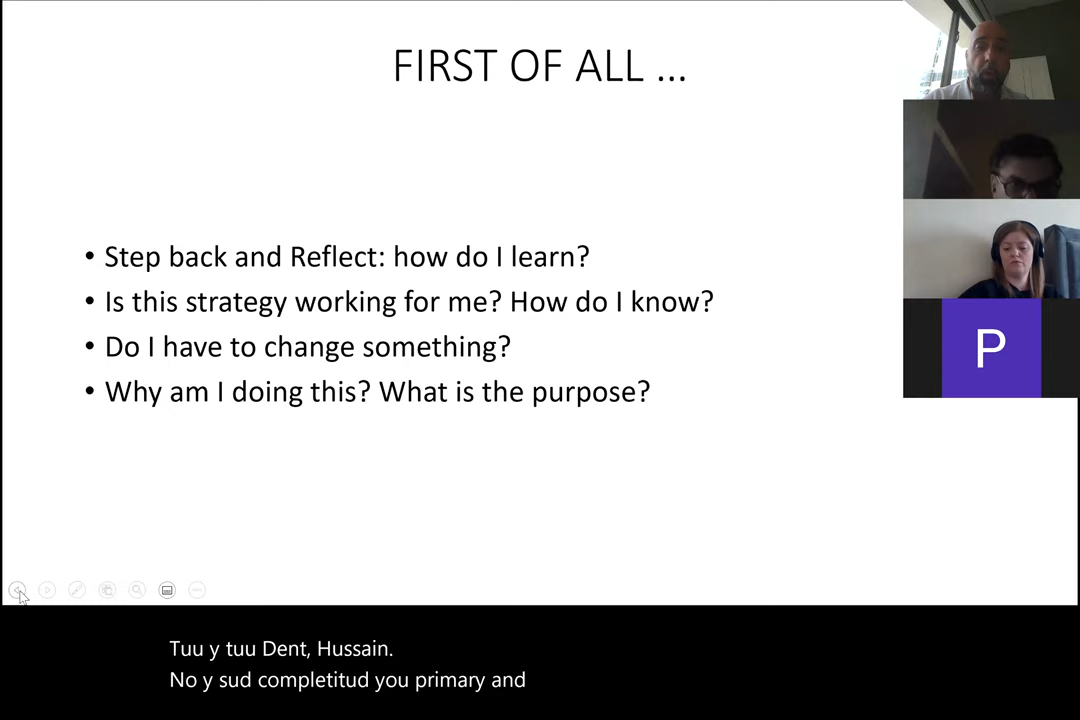 FIRST OF ALL ...
• Step back and Reflect: how do I learn?
• Is this strategy working for me? How do I know?
• Do I have to change something?
• Why am I doing this? What is the purpose?
P
Tuu y tuu Dent, Hussain.
No y sud completitud you primary and